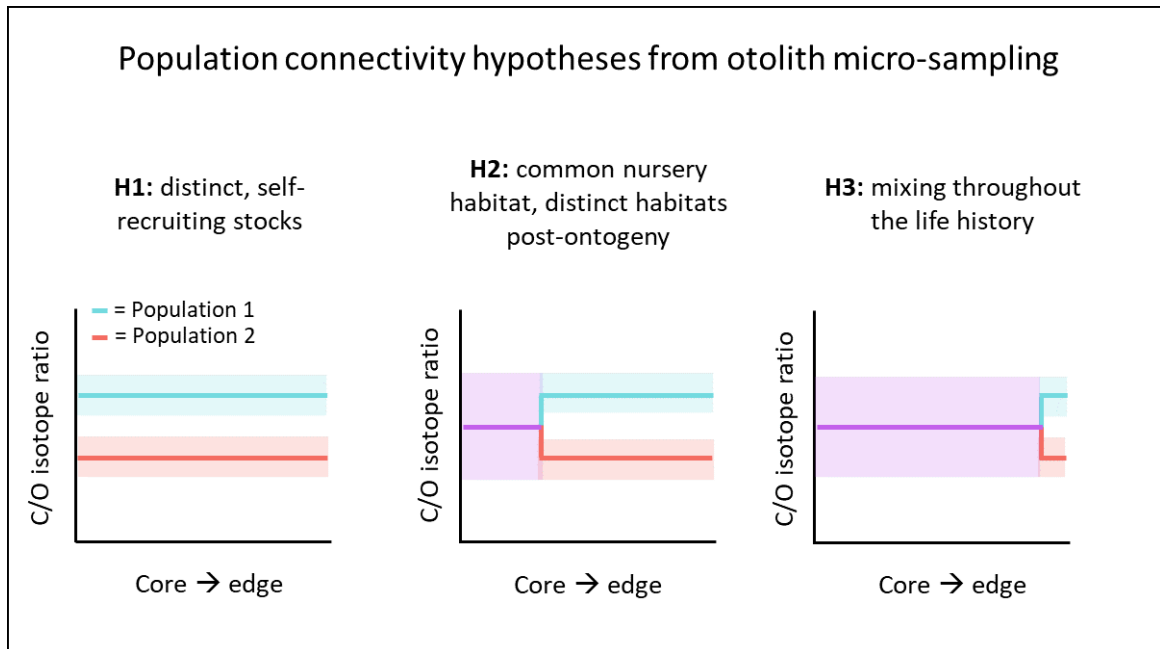 Population connectivity hypotheses from otolith micro-sampling
H1: distinct, self-
recruiting stocks
H2: common nursery
habitat, distinct habitats
post-ontogeny
H3: mixing throughout
the life history
= Population 1
= Population 2
C/O isotope ratio
C/O isotope ratio
C/O isotope ratio
Core → edge
Core → edge
Core → edge